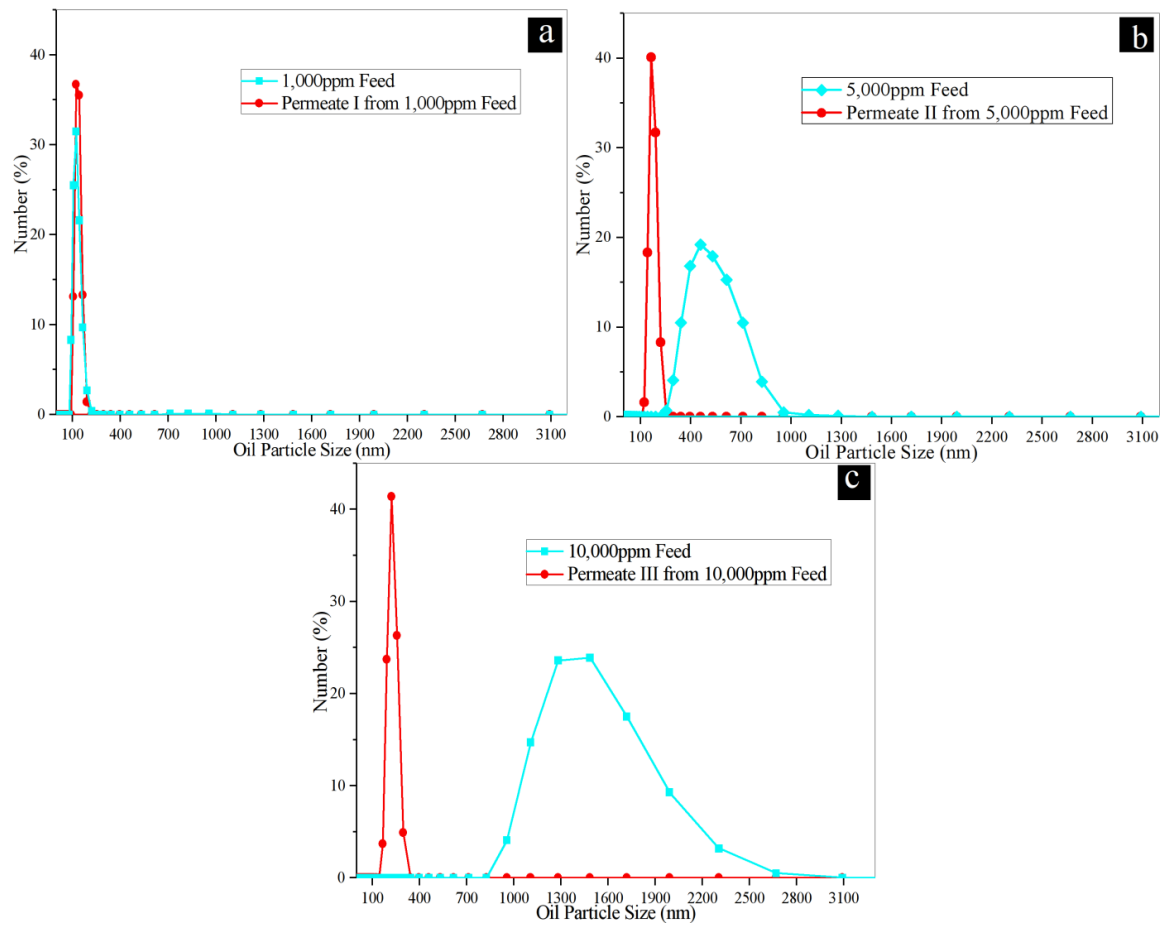 a
1,000ppm Feed
Permeate I from 1,000ppm Feed
Number (%)
40
30
20
10
0
100 400 700 1000 1300 1600 1900 2200 2500 2800 3100
Oil Particle Size (nm)
b
5,000ppm Feed
Permeate II from 5,000ppm Feed
Number (%)
40
30
20
10
0
100 400 700 1000 1300 1600 1900 2200 2500 2800 3100
Oil Particle Size (nm)
c
10,000ppm Feed
Permeate III from 10,000ppm Feed
Number (%)
40
30
20
10
0
100 400 700 1000 1300 1600 1900 2200 2500 2800 3100
Oil Particle Size (nm)